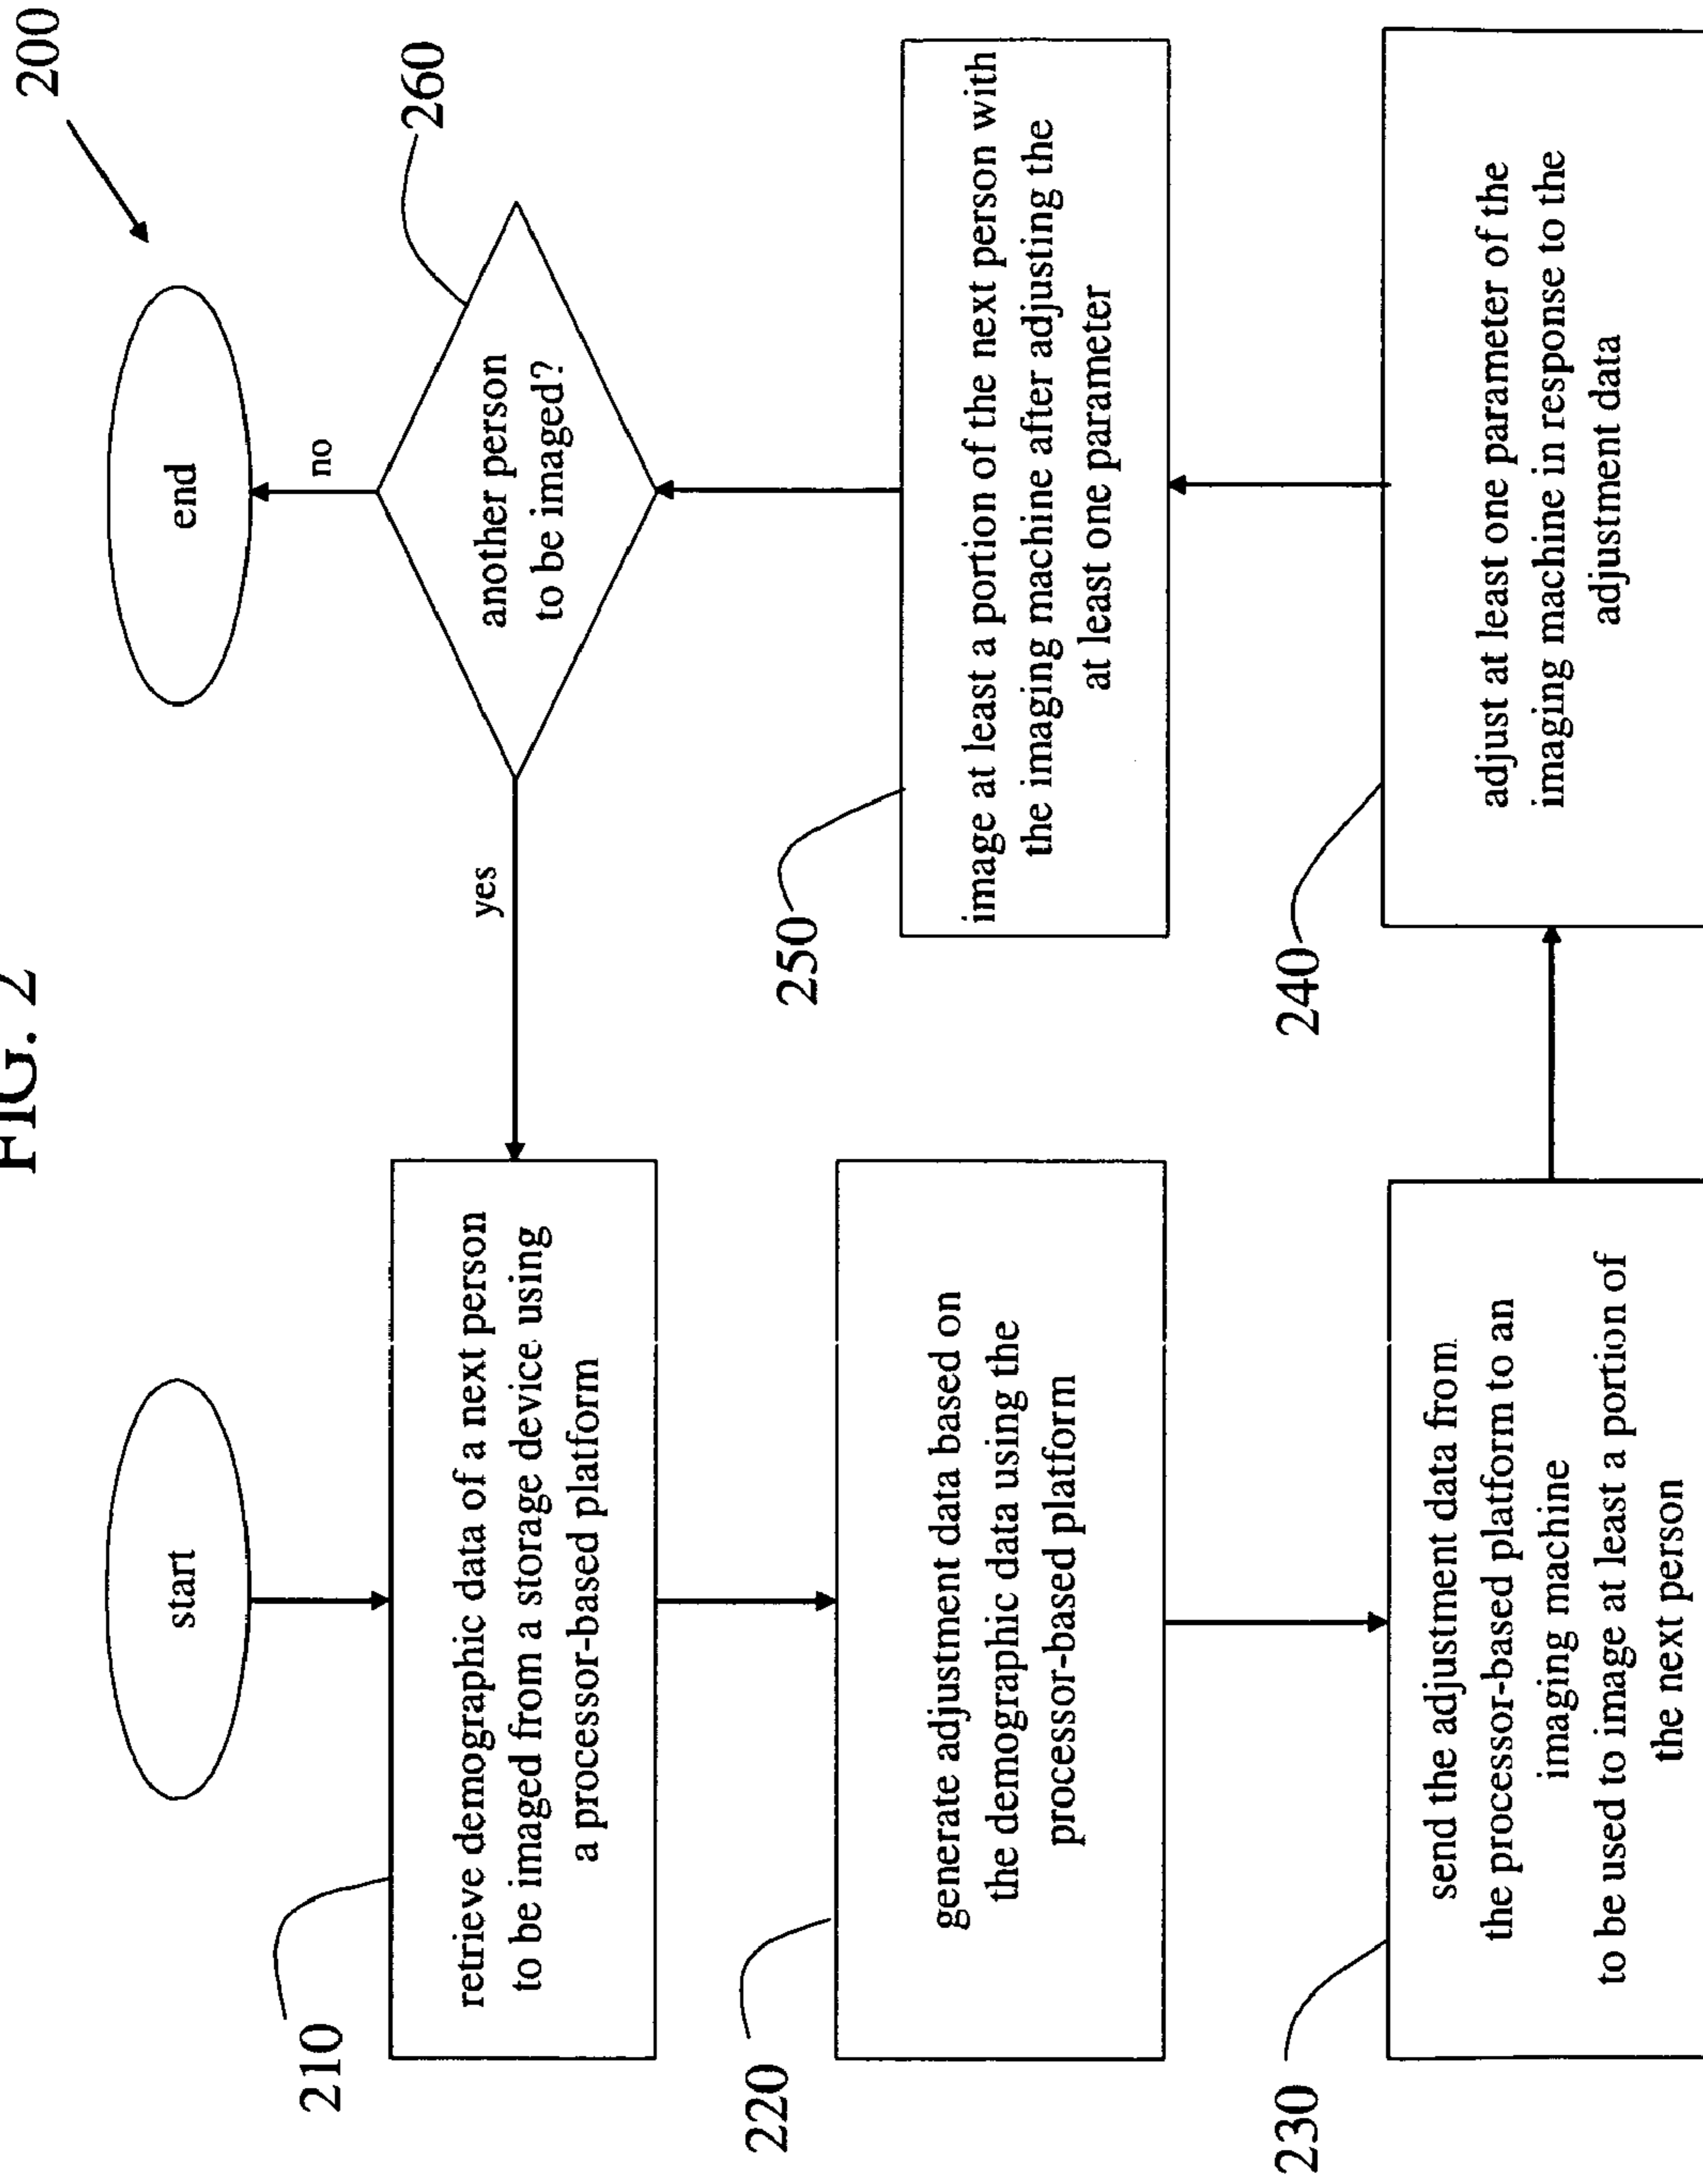 FIG. 2
200
start
210
retrieve demographic data of a next person
to be imaged from a storage device using
a processor-based platform
220
generate adjustment data based on
the demographic data using the
processor-based platform
230
send the adjustment data from
the processor-based platform to an
imaging machine
to be used to image at least a portion of
the next person
240
adjust at least one parameter of the
imaging machine in response to the
adjustment data
250
image at least a portion of the next person with
the imaging machine after adjusting the
at least one parameter
260
another person
to be imaged?
yes
no
end